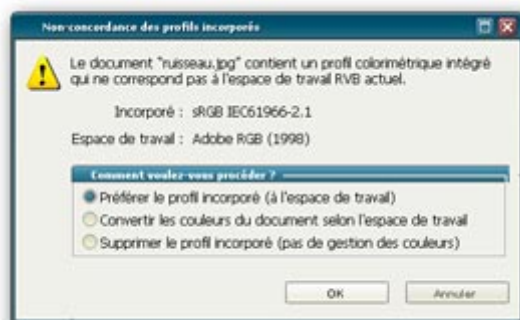 Non-concordance des profils incorporés
Le document "ruisseau.jpg" contient un profil colorimétrique intégré
qui ne correspond pas à l'espace de travail RVB actuel.
Incorporé : sRGB IEC61966-2.1
Espace de travail : Adobe RGB (1998)
Comment voulez-vous procéder ?
Préférer le profil incorporé (à l'espace de travail)
Convertir les couleurs du document selon l'espace de travail
Supprimer le profil incorporé (pas de gestion des couleurs)
OK
Annuler